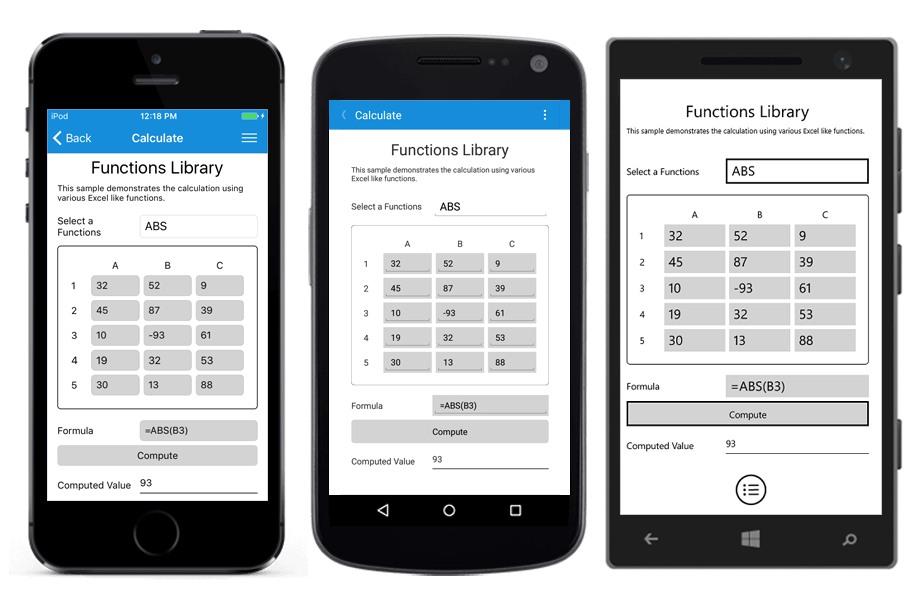 iPod 12:18 PM
Back Calculate
Functions Library
This sample demonstrates the calculation using
various Excel like functions.
Select a
Functions
ABS
A B C
1 32 52 9
2 45 87 39
3 10 -93 61
4 19 32 53
5 30 13 88
Formula =ABS(B3)
Compute
Computed Value 93
Calculate
Functions Library
This sample demonstrates the calculation using various
Excel like functions.
Select a Functions ABS
A B C
1 32 52 9
2 45 87 39
3 10 -93 61
4 19 32 53
5 30 13 88
Formula =ABS(B3)
Compute
Computed Value 93
Functions Library
This sample demonstrates the calculation using various Excel like functions.
Select a Functions ABS
A B C
1 32 52 9
2 45 87 39
3 10 -93 61
4 19 32 53
5 30 13 88
Formula =ABS(B3)
Compute
Computed Value 93